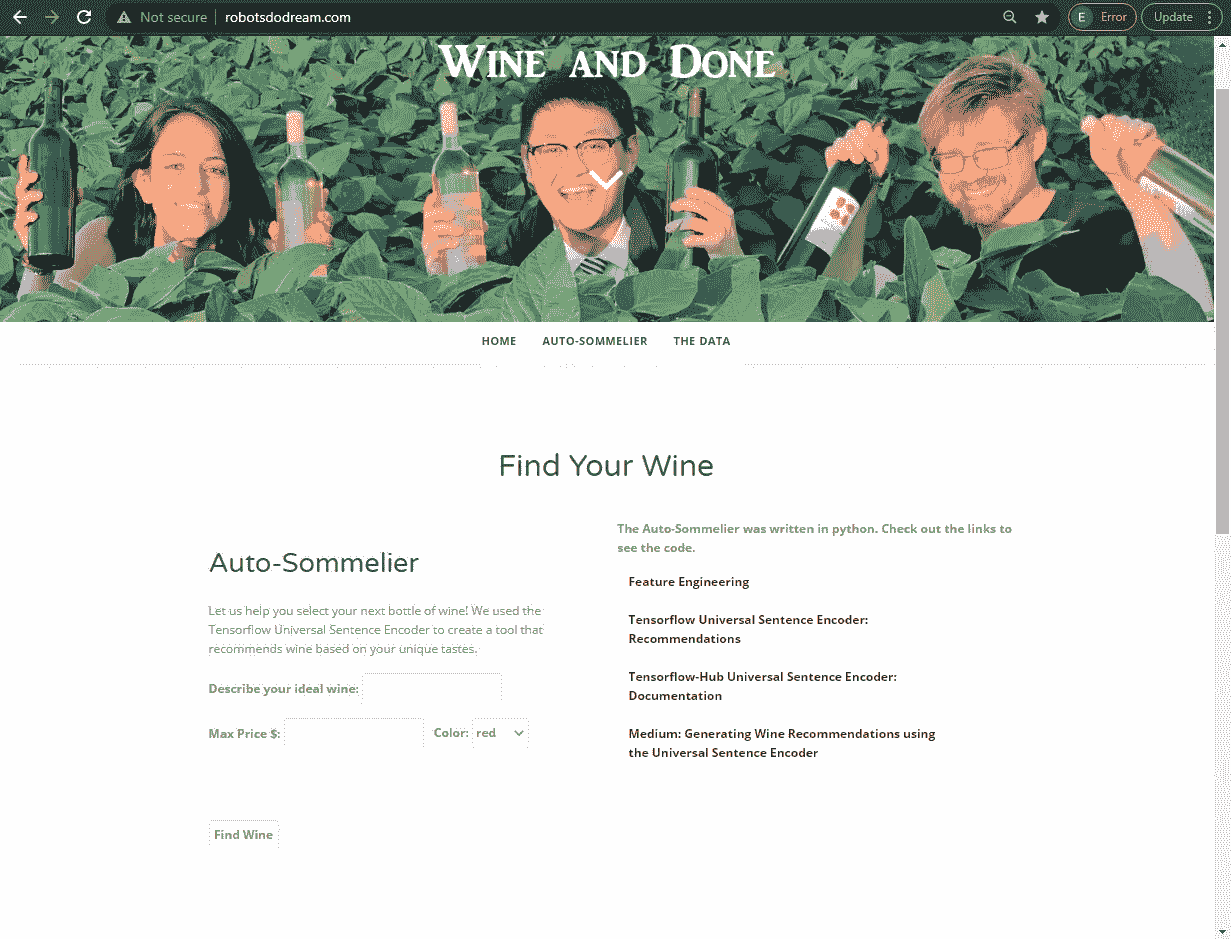 Not secure robotsdodream.com E Error Update
WINE AND DONE
HOME AUTO-SOMMELIER THE DATA
Find Your Wine
Auto-Sommelier
Let us help you select your next bottle of wine! We used the
Tensorflow Universal Sentence Encoder to create a tool that
recommends wine based on your unique tastes.
Describe your ideal wine:
Max Price $: Color: red
Find Wine
The Auto-Sommelier was written in python. Check out the links to
see the code.
Feature Engineering
Tensorflow Universal Sentence Encoder:
Recommendations
Tensorflow-Hub Universal Sentence Encoder:
Documentation
Medium: Generating Wine Recommendations using
the Universal Sentence Encoder